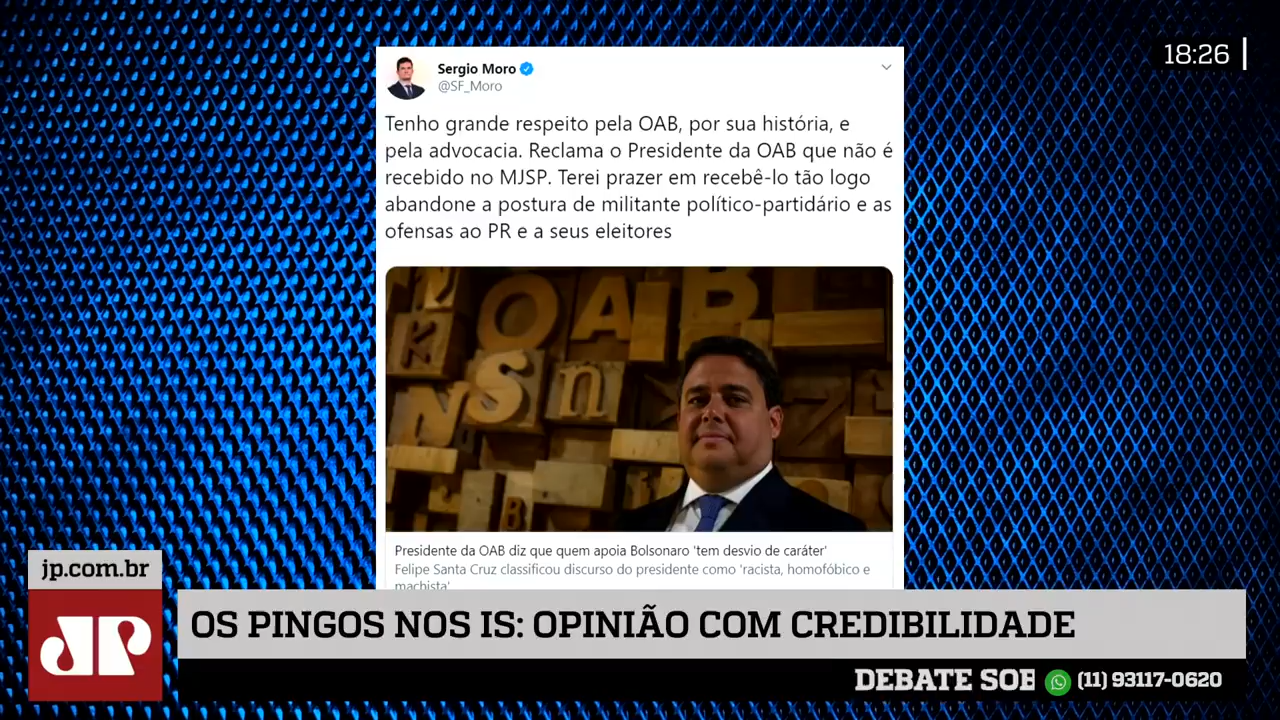 18:26
Sergio Moro
@SF_Moro
Tenho grande respeito pela OAB, por sua história, e
pela advocacia. Reclama o Presidente da OAB que não é
recebido no MJSP. Terei prazer em recebê-lo tão logo
abandone a postura de militante político-partidário e as
ofensas ao PR e a seus eleitores
OAB
K
NSn
B
Presidente da OAB diz que quem apoia Bolsonaro 'tem desvio de caráter'
Felipe Santa Cruz classificou discurso do presidente como 'racista, homofóbico e
machista'
jp.com.br
JP
OS PINGOS NOS IS: OPINIÃO COM CREDIBILIDADE
DEBATE SOB
(11) 93117-0620